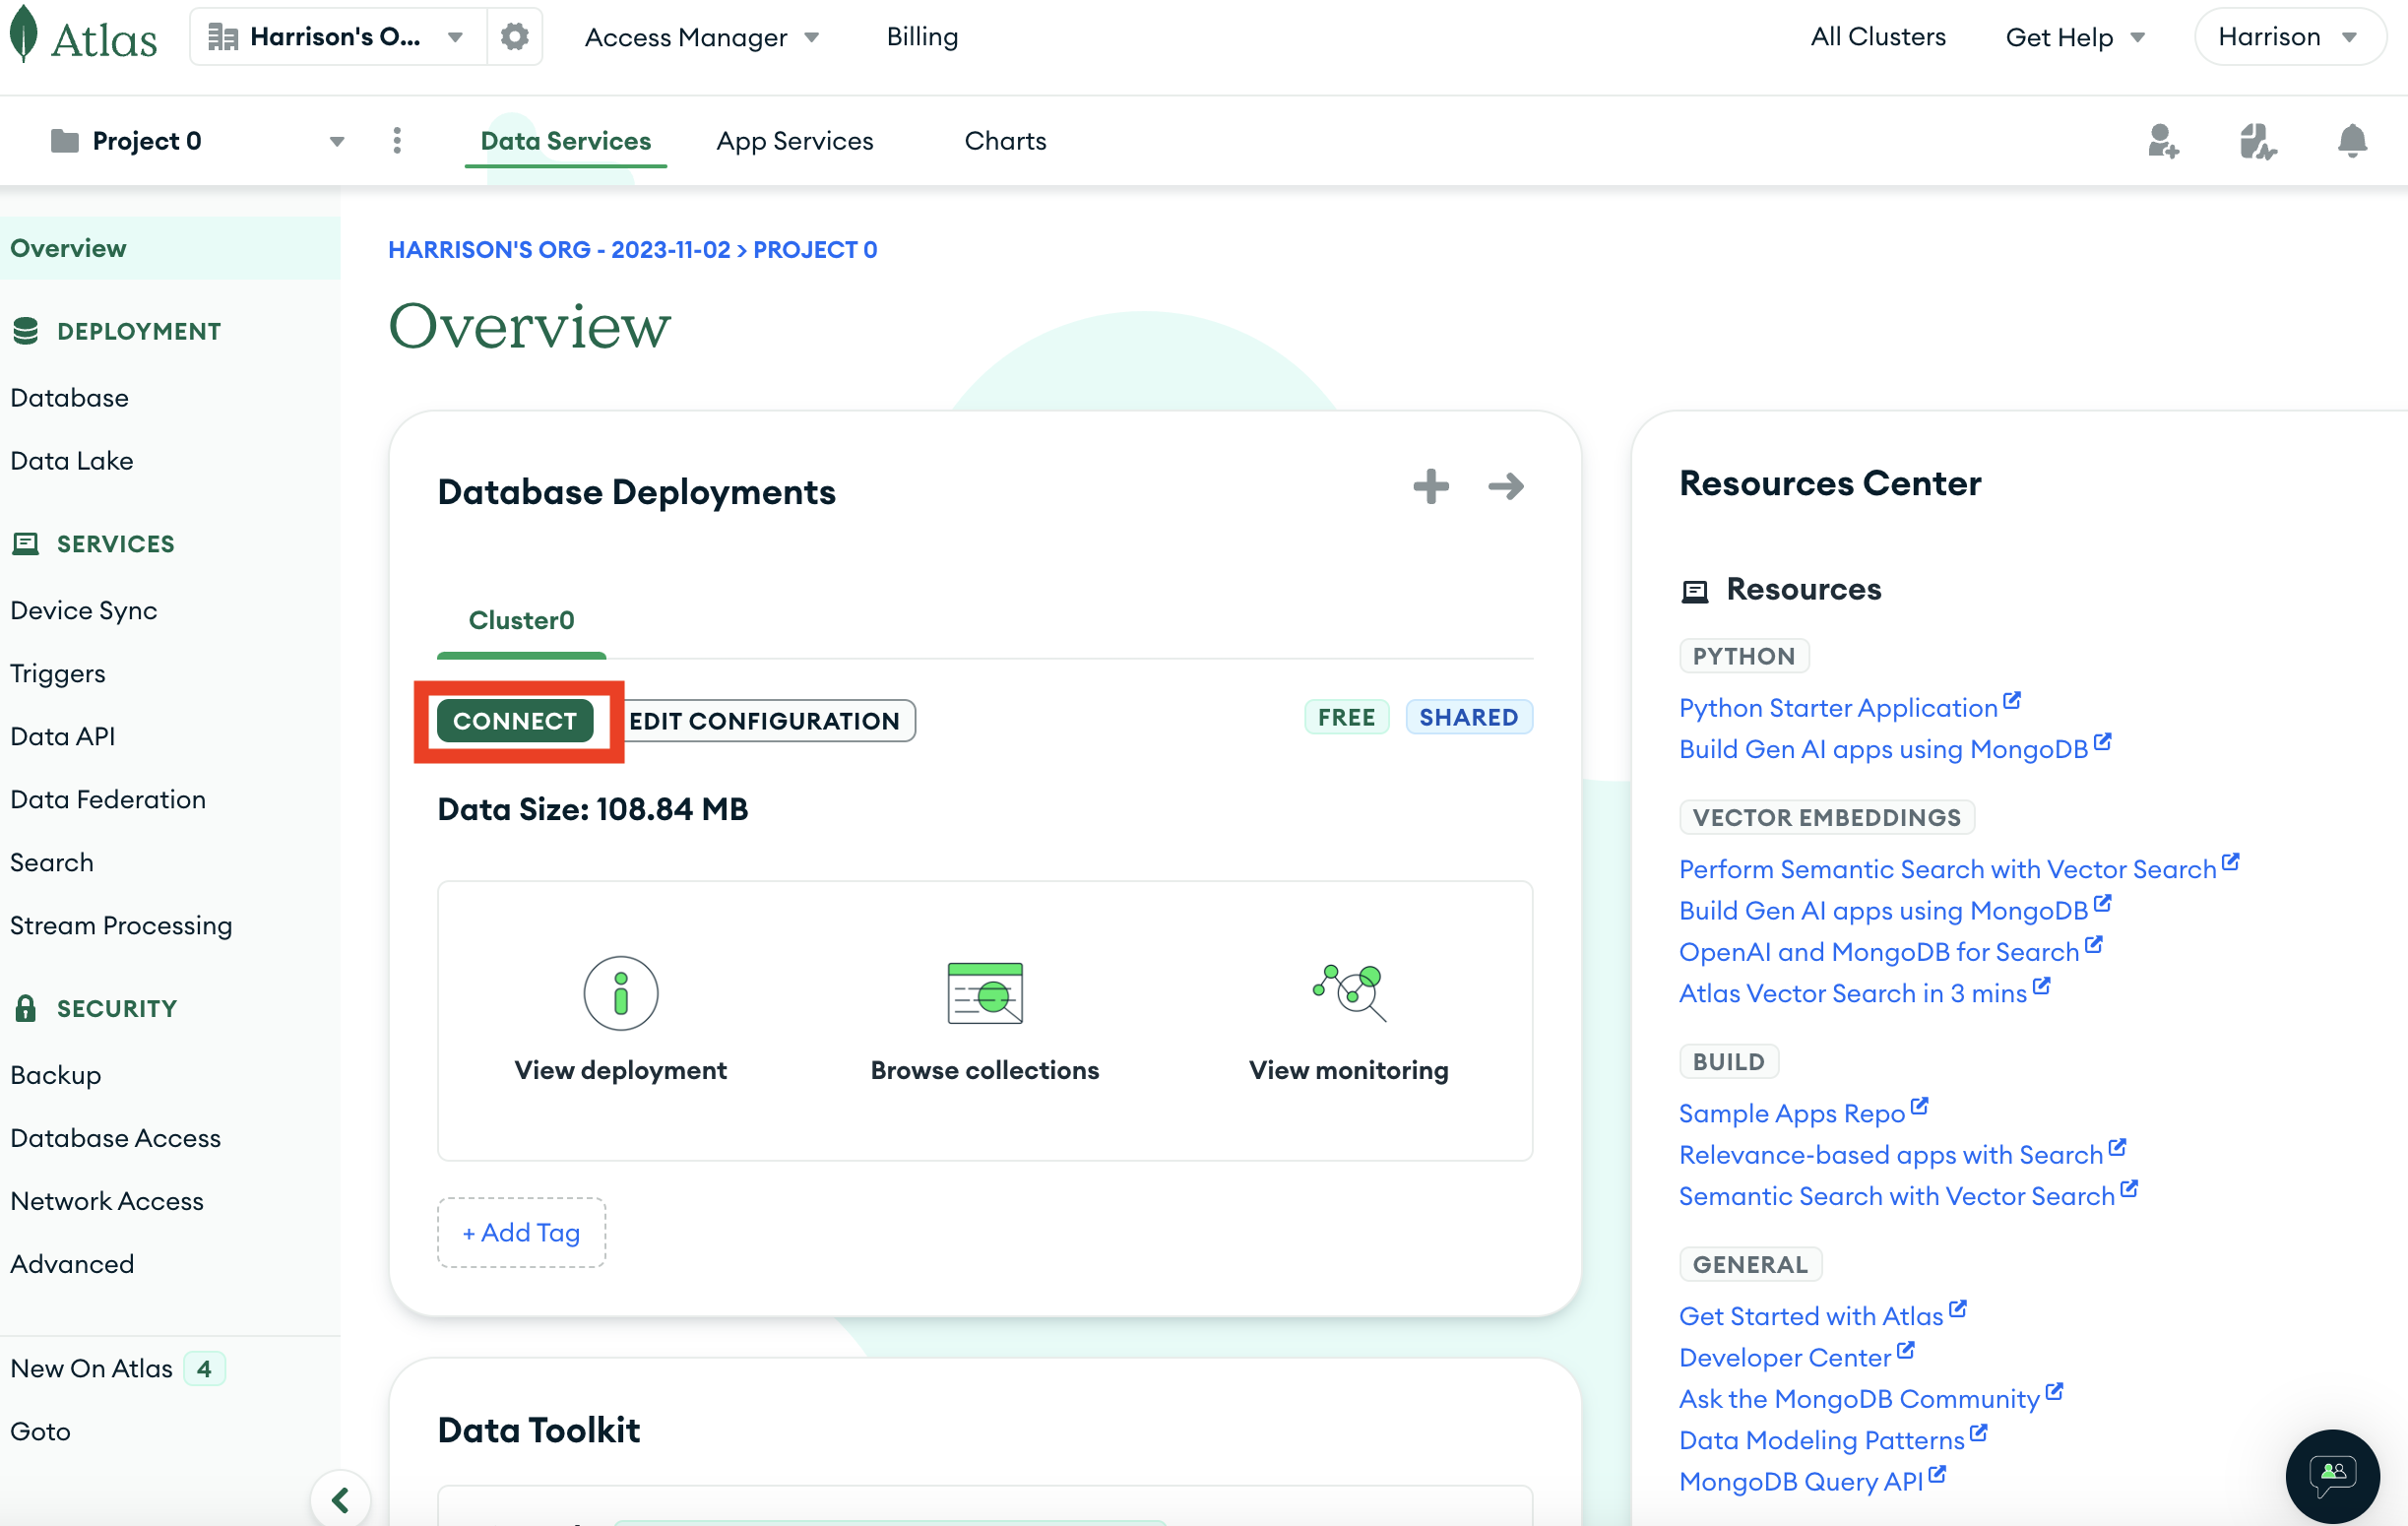 Atlas
Harrison's O...
Access Manager
Billing
All Clusters
Get Help
Harrison
Project 0
Data Services
App Services
Charts
Overview
DEPLOYMENT
Database
Data Lake
SERVICES
Device Sync
Triggers
Data API
Data Federation
Search
Stream Processing
SECURITY
Backup
Database Access
Network Access
Advanced
New On Atlas 4
Goto
HARRISON'S ORG - 2023-11-02 > PROJECT 0
Overview
Database Deployments
Cluster0
CONNECT
EDIT CONFIGURATION
FREE
SHARED
Data Size: 108.84 MB
View deployment
Browse collections
View monitoring
+ Add Tag
Data Toolkit
Resources Center
Resources
PYTHON
Python Starter Application
Build Gen AI apps using MongoDB
VECTOR EMBEDDINGS
Perform Semantic Search with Vector Search
Build Gen AI apps using MongoDB
OpenAI and MongoDB for Search
Atlas Vector Search in 3 mins
BUILD
Sample Apps Repo
Relevance-based apps with Search
Semantic Search with Vector Search
GENERAL
Get Started with Atlas
Developer Center
Ask the MongoDB Community
Data Modeling Patterns
MongoDB Query API